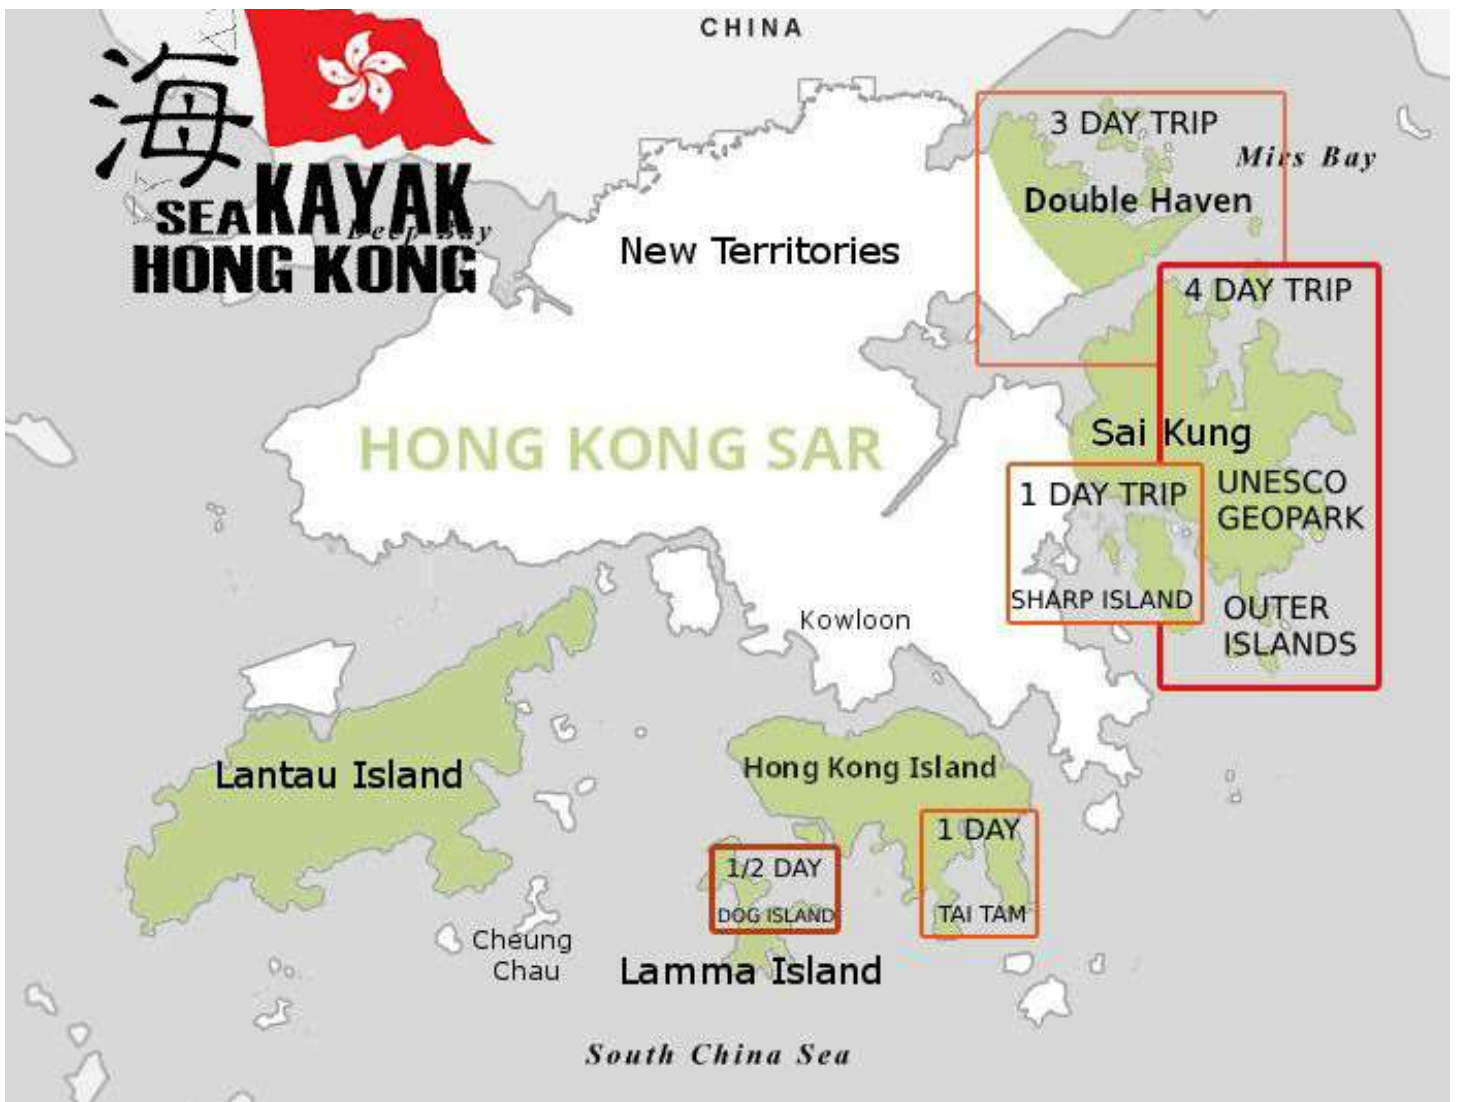 CHINA
海
SEA KAYAK
HONG KONG
Deep Bay
3 DAY TRIP
Mirs Bay
Double Haven
New Territories
4 DAY TRIP
HONG KONG SAR
Sai Kung
UNESCO
GEOPARK
1 DAY TRIP
SHARP ISLAND
OUTER
ISLANDS
Kowloon
Lantau Island
Hong Kong Island
1 DAY
TAI TAM
1/2 DAY
DOG ISLAND
Cheung
Chau
Lamma Island
South China Sea